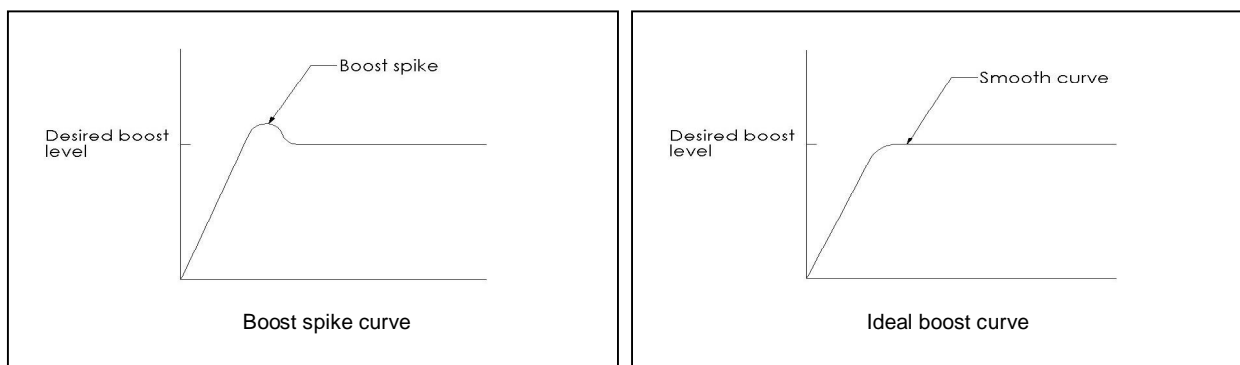 Boost spike
Desired boost
level
Boost spike curve
Smooth curve
Desired boost
level
Ideal boost curve